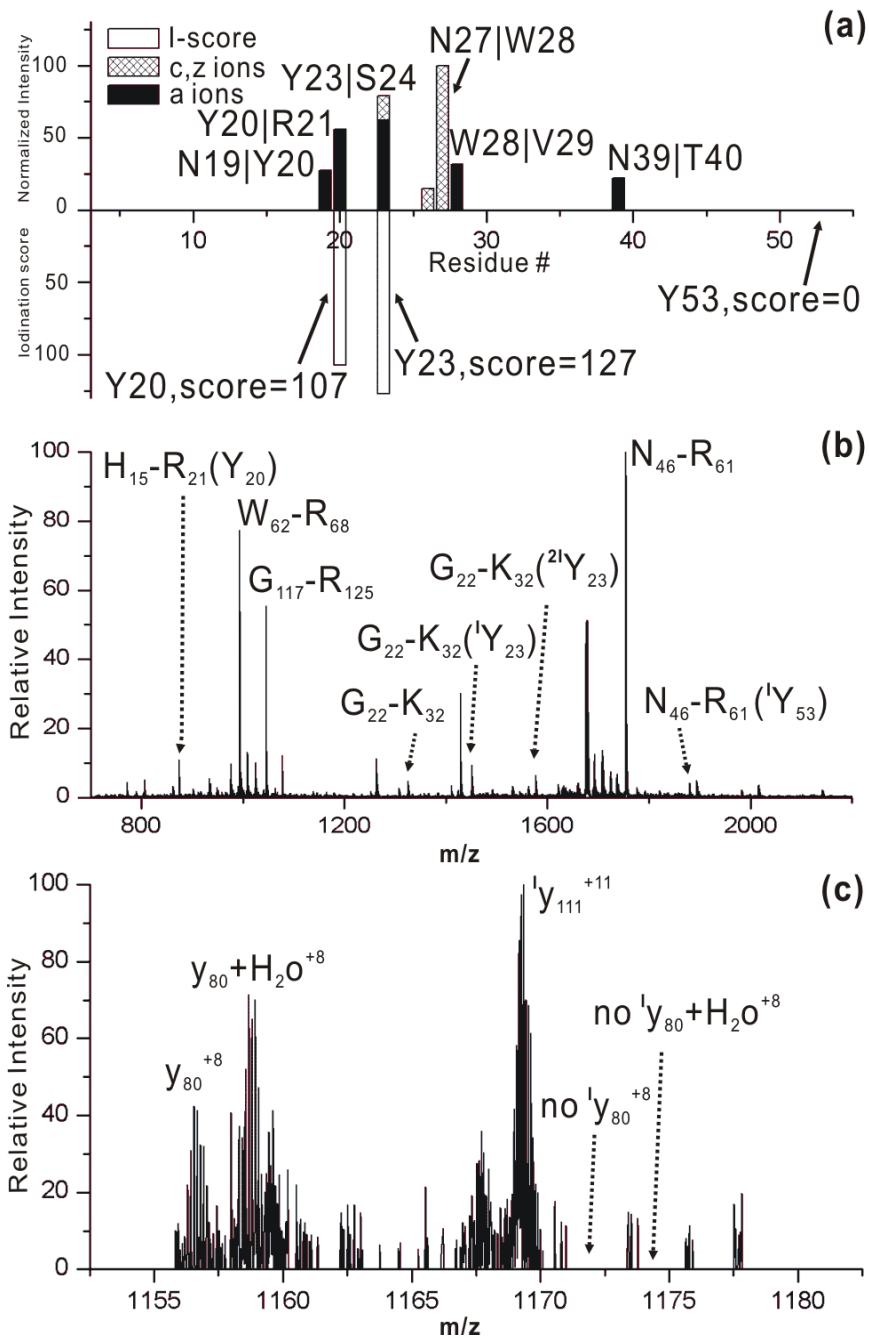 (a)
I-score
c,z ions
a ions
N27|W28
Y23|S24
Y20|R21
N19|Y20
W28|V29
N39|T40
Normalized Intensity
100
50
0
10 20 30 40 50
Residue #
Iodination score
50
100
Y53,score=0
Y23,score=127
Y20,score=107
(b)
100
80
60
40
20
0
Relative Intensity
H15-R21(Y20)
N46-R61
W62-R68
G22-K32(2IY23)
G117-R125
G22-K32(IY23)
G22-K32
N46-R61(IY53)
800 1200 1600 2000
m/z
(c)
100
80
60
40
20
0
Relative Intensity
Iy111+11
y80+H2o+8
no Iy80+H2o+8
y80+8
no Iy80+8
1155 1160 1165 1170 1175 1180
m/z